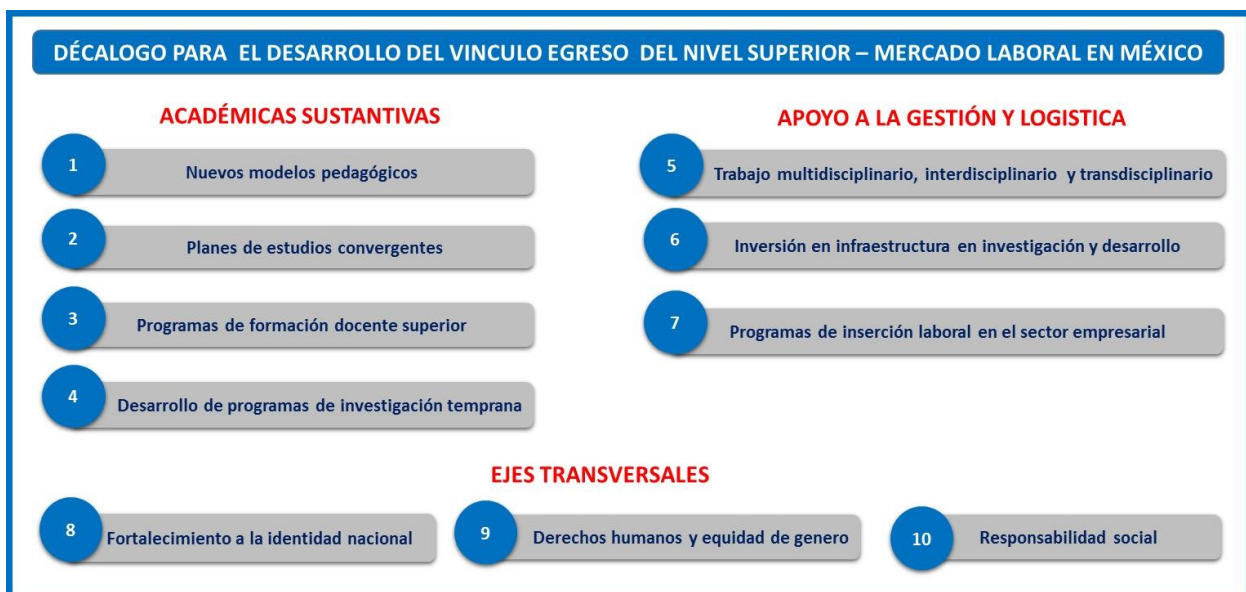 DÉCALOGO PARA EL DESARROLLO DEL VINCULO EGRESO DEL NIVEL SUPERIOR – MERCADO LABORAL EN MÉXICO
ACADÉMICAS SUSTANTIVAS
1
Nuevos modelos pedagógicos
2
Planes de estudios convergentes
3
Programas de formación docente superior
4
Desarrollo de programas de investigación temprana
APOYO A LA GESTIÓN Y LOGISTICA
5
Trabajo multidisciplinario, interdisciplinario y transdisciplinario
6
Inversión en infraestructura en investigación y desarrollo
7
Programas de inserción laboral en el sector empresarial
EJES TRANSVERSALES
8
Fortalecimiento a la identidad nacional
9
Derechos humanos y equidad de genero
10
Responsabilidad social